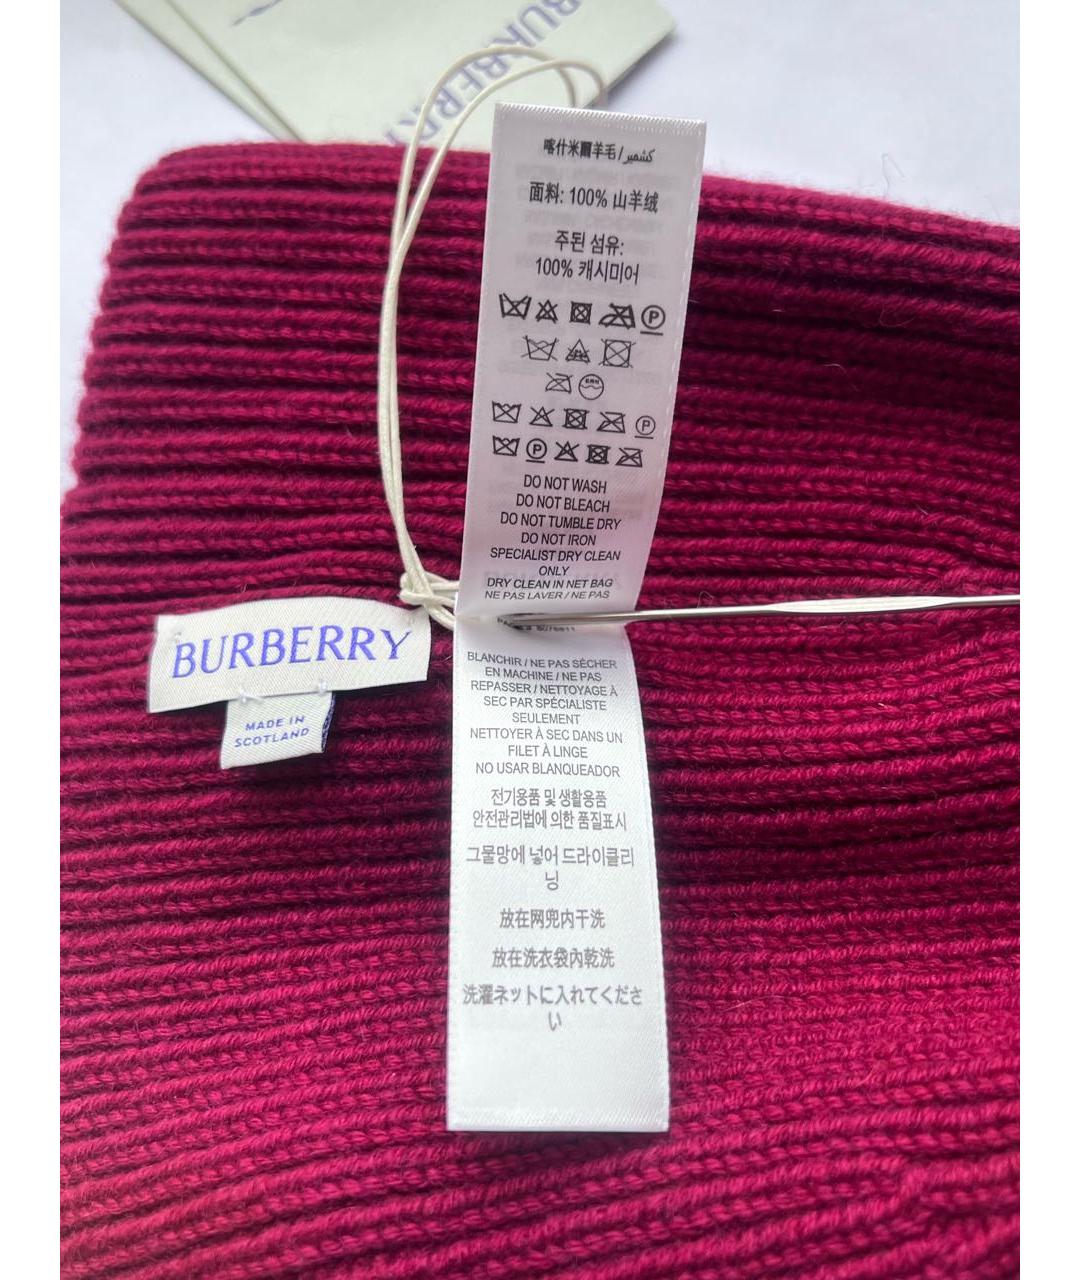 BURBERRY
喀什米爾羊毛 / كشمير
面料: 100% 山羊绒
주된 섬유:
100% 캐시미어
P
P
P
DO NOT WASH
DO NOT BLEACH
DO NOT TUMBLE DRY
DO NOT IRON
SPECIALIST DRY CLEAN
ONLY
DRY CLEAN IN NET BAG
NE PAS LAVER / NE PAS
BLANCHIR / NE PAS SÉCHER
EN MACHINE / NE PAS
REPASSER / NETTOYAGE À
SEC PAR SPÉCIALISTE
SEULEMENT
NETTOYER À SEC DANS UN
FILET À LINGE
NO USAR BLANQUEADOR
전기용품 및 생활용품
안전관리법에 의한 품질표시
그물망에 넣어 드라이클리
닝
放在网兜内干洗
放在洗衣袋內乾洗
洗濯ネットに入れてくださ
い
BURBERRY
MADE IN
SCOTLAND